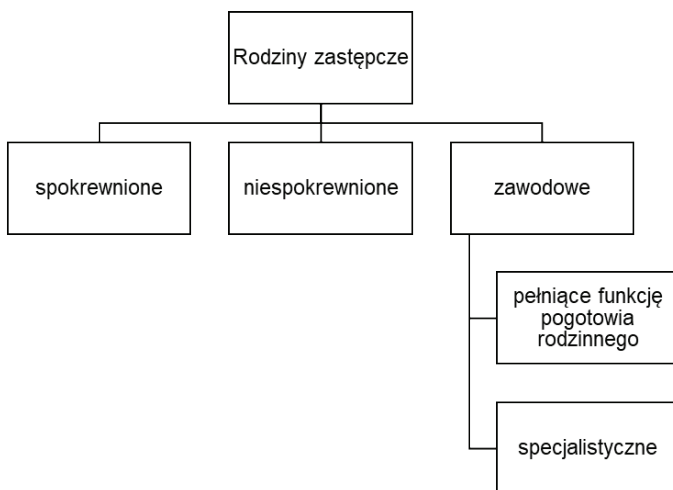 Rodziny zastępcze
spokrewnione
niespokrewnione
zawodowe
pełniące funkcję
pogotowia
rodzinnego
specjalistyczne